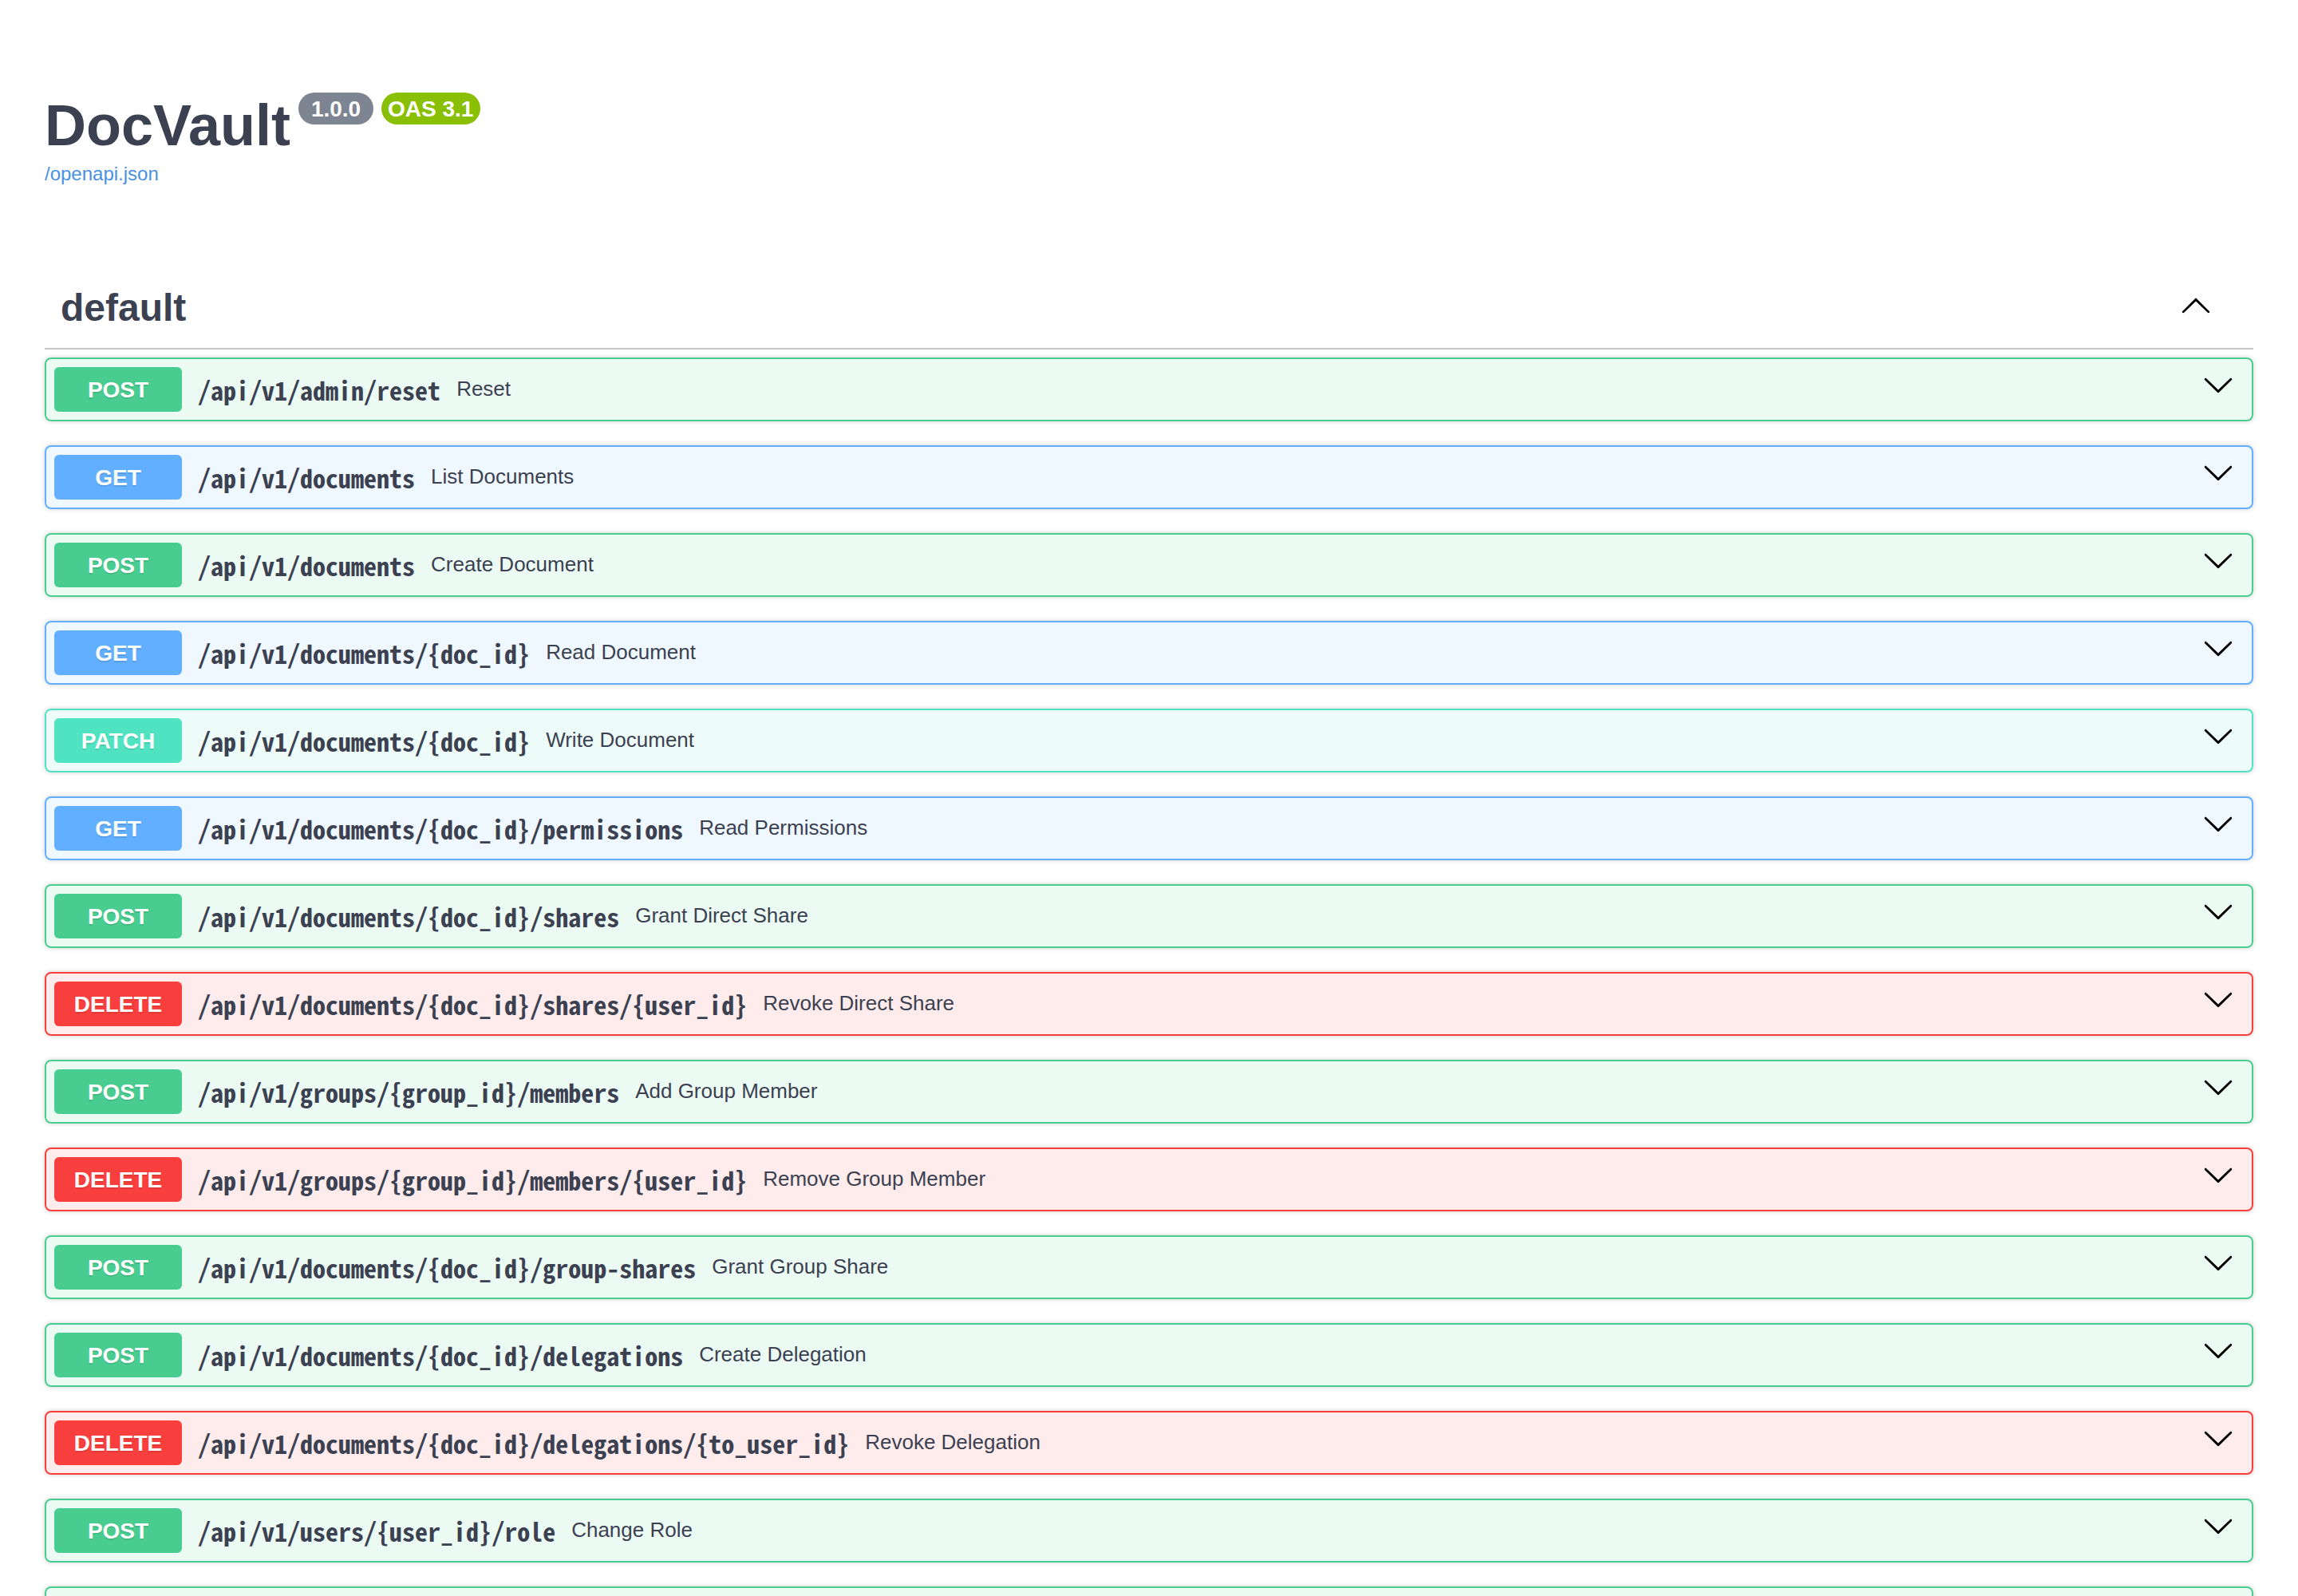 DocVault 1.0.0 OAS 3.1
/openapi.json
default
POST /api/v1/admin/reset Reset
GET /api/v1/documents List Documents
POST /api/v1/documents Create Document
GET /api/v1/documents/{doc_id} Read Document
PATCH /api/v1/documents/{doc_id} Write Document
GET /api/v1/documents/{doc_id}/permissions Read Permissions
POST /api/v1/documents/{doc_id}/shares Grant Direct Share
DELETE /api/v1/documents/{doc_id}/shares/{user_id} Revoke Direct Share
POST /api/v1/groups/{group_id}/members Add Group Member
DELETE /api/v1/groups/{group_id}/members/{user_id} Remove Group Member
POST /api/v1/documents/{doc_id}/group-shares Grant Group Share
POST /api/v1/documents/{doc_id}/delegations Create Delegation
DELETE /api/v1/documents/{doc_id}/delegations/{to_user_id} Revoke Delegation
POST /api/v1/users/{user_id}/role Change Role